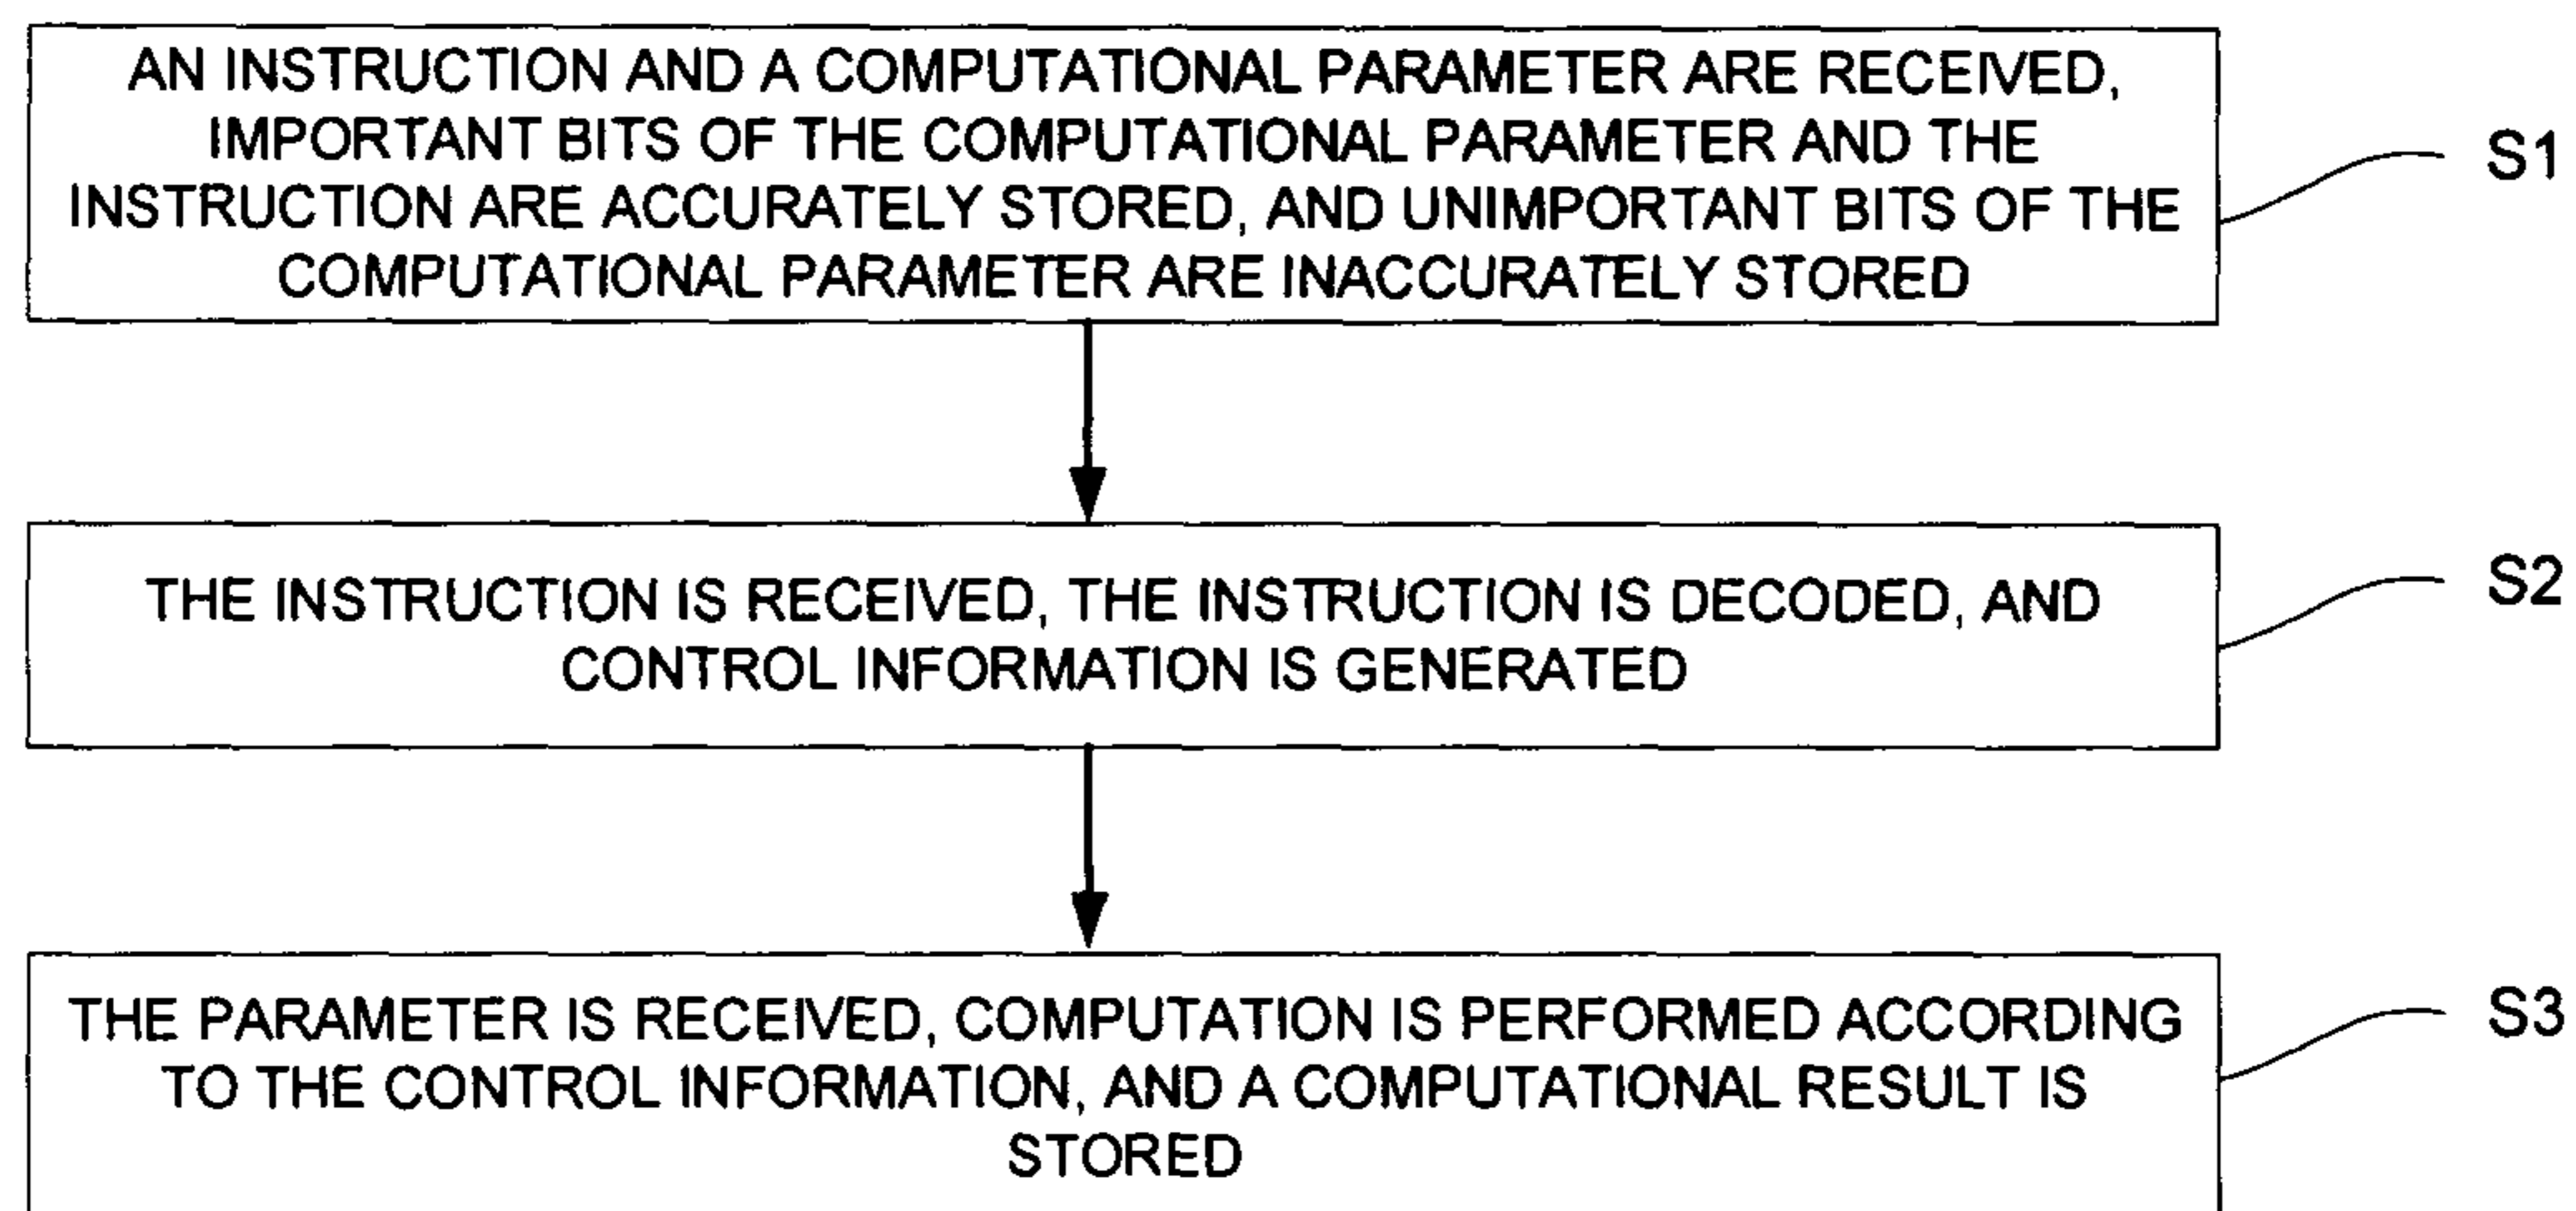 AN INSTRUCTION AND A COMPUTATIONAL PARAMETER ARE RECEIVED,
IMPORTANT BITS OF THE COMPUTATIONAL PARAMETER AND THE
INSTRUCTION ARE ACCURATELY STORED, AND UNIMPORTANT BITS OF THE
COMPUTATIONAL PARAMETER ARE INACCURATELY STORED
S1
THE INSTRUCTION IS RECEIVED, THE INSTRUCTION IS DECODED, AND
CONTROL INFORMATION IS GENERATED
S2
THE PARAMETER IS RECEIVED, COMPUTATION IS PERFORMED ACCORDING
TO THE CONTROL INFORMATION, AND A COMPUTATIONAL RESULT IS
STORED
S3